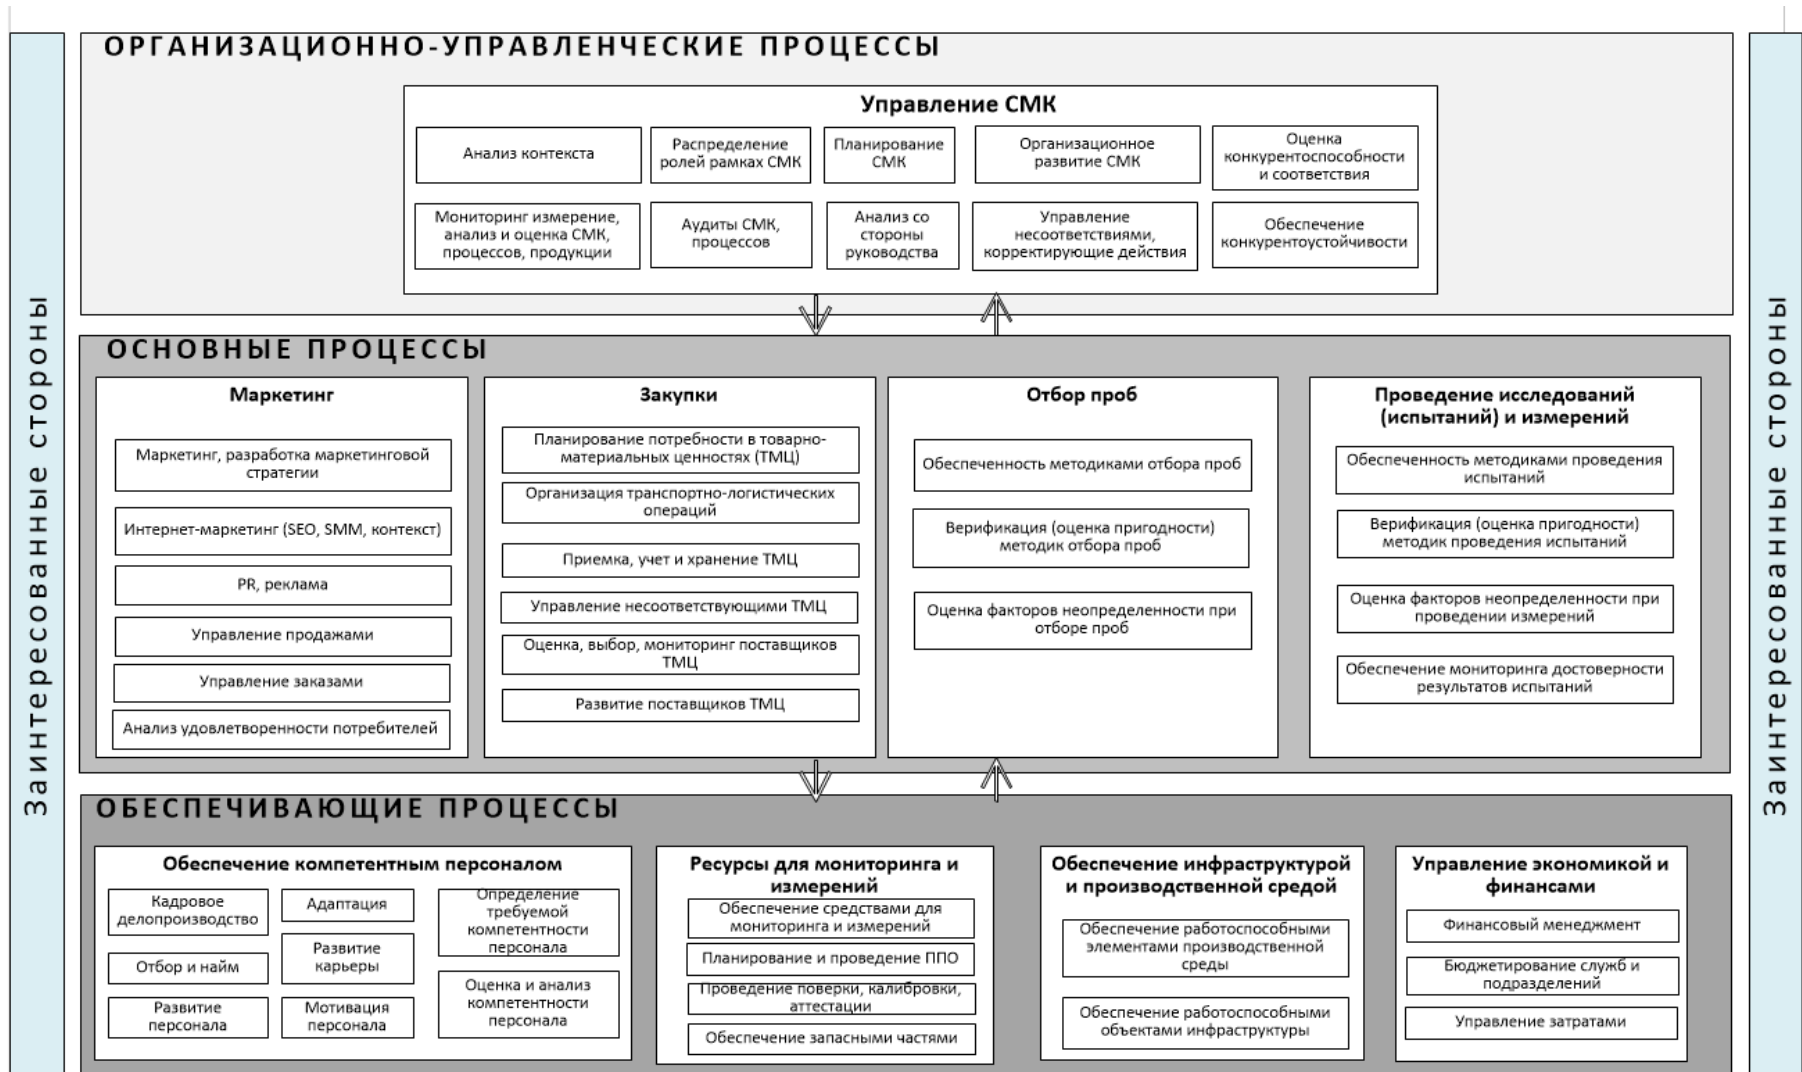 ОРГАНИЗАЦИОННО-УПРАВЛЕНЧЕСКИЕ ПРОЦЕССЫ
Управление СМК
Анализ контекста
Распределение
ролей рамках СМК
Планирование
СМК
Организационное
развитие СМК
Оценка
конкурентоспособности
и соответствия
Мониторинг измерение,
анализ и оценка СМК,
процессов, продукции
Аудиты СМК,
процессов
Анализ со
стороны
руководства
Управление
несоответствиями,
корректирующие действия
Обеспечение
конкурентоустойчивости
Заинтересованные стороны
ОСНОВНЫЕ ПРОЦЕССЫ
Маркетинг
Маркетинг, разработка маркетинговой
стратегии
Интернет-маркетинг (SEO, SMM, контекст)
PR, реклама
Управление продажами
Управление заказами
Анализ удовлетворенности потребителей
Закупки
Планирование потребности в товарно-
материальных ценностях (ТМЦ)
Организация транспортно-логистических
операций
Приемка, учет и хранение ТМЦ
Управление несоответствующими ТМЦ
Оценка, выбор, мониторинг поставщиков
ТМЦ
Развитие поставщиков ТМЦ
Отбор проб
Обеспеченность методиками отбора проб
Верификация (оценка пригодности)
методик отбора проб
Оценка факторов неопределенности при
отборе проб
Проведение исследований
(испытаний) и измерений
Обеспеченность методиками проведения
испытаний
Верификация (оценка пригодности)
методик проведения испытаний
Оценка факторов неопределенности при
проведении измерений
Обеспечение мониторинга достоверности
результатов испытаний
Заинтересованные стороны
ОБЕСПЕЧИВАЮЩИЕ ПРОЦЕССЫ
Обеспечение компетентным персоналом
Кадровое
делопроизводство
Отбор и найм
Развитие
персонала
Адаптация
Развитие
карьеры
Мотивация
персонала
Определение
требуемой
компетентности
персонала
Оценка и анализ
компетентности
персонала
Ресурсы для мониторинга и
измерений
Обеспечение средствами для
мониторинга и измерений
Планирование и проведение ППО
Проведение поверки, калибровки,
аттестации
Обеспечение запасными частями
Обеспечение инфраструктурой
и производственной средой
Обеспечение работоспособными
элементами производственной
среды
Обеспечение работоспособными
объектами инфраструктуры
Управление экономикой и
финансами
Финансовый менеджмент
Бюджетирование служб и
подразделений
Управление затратами